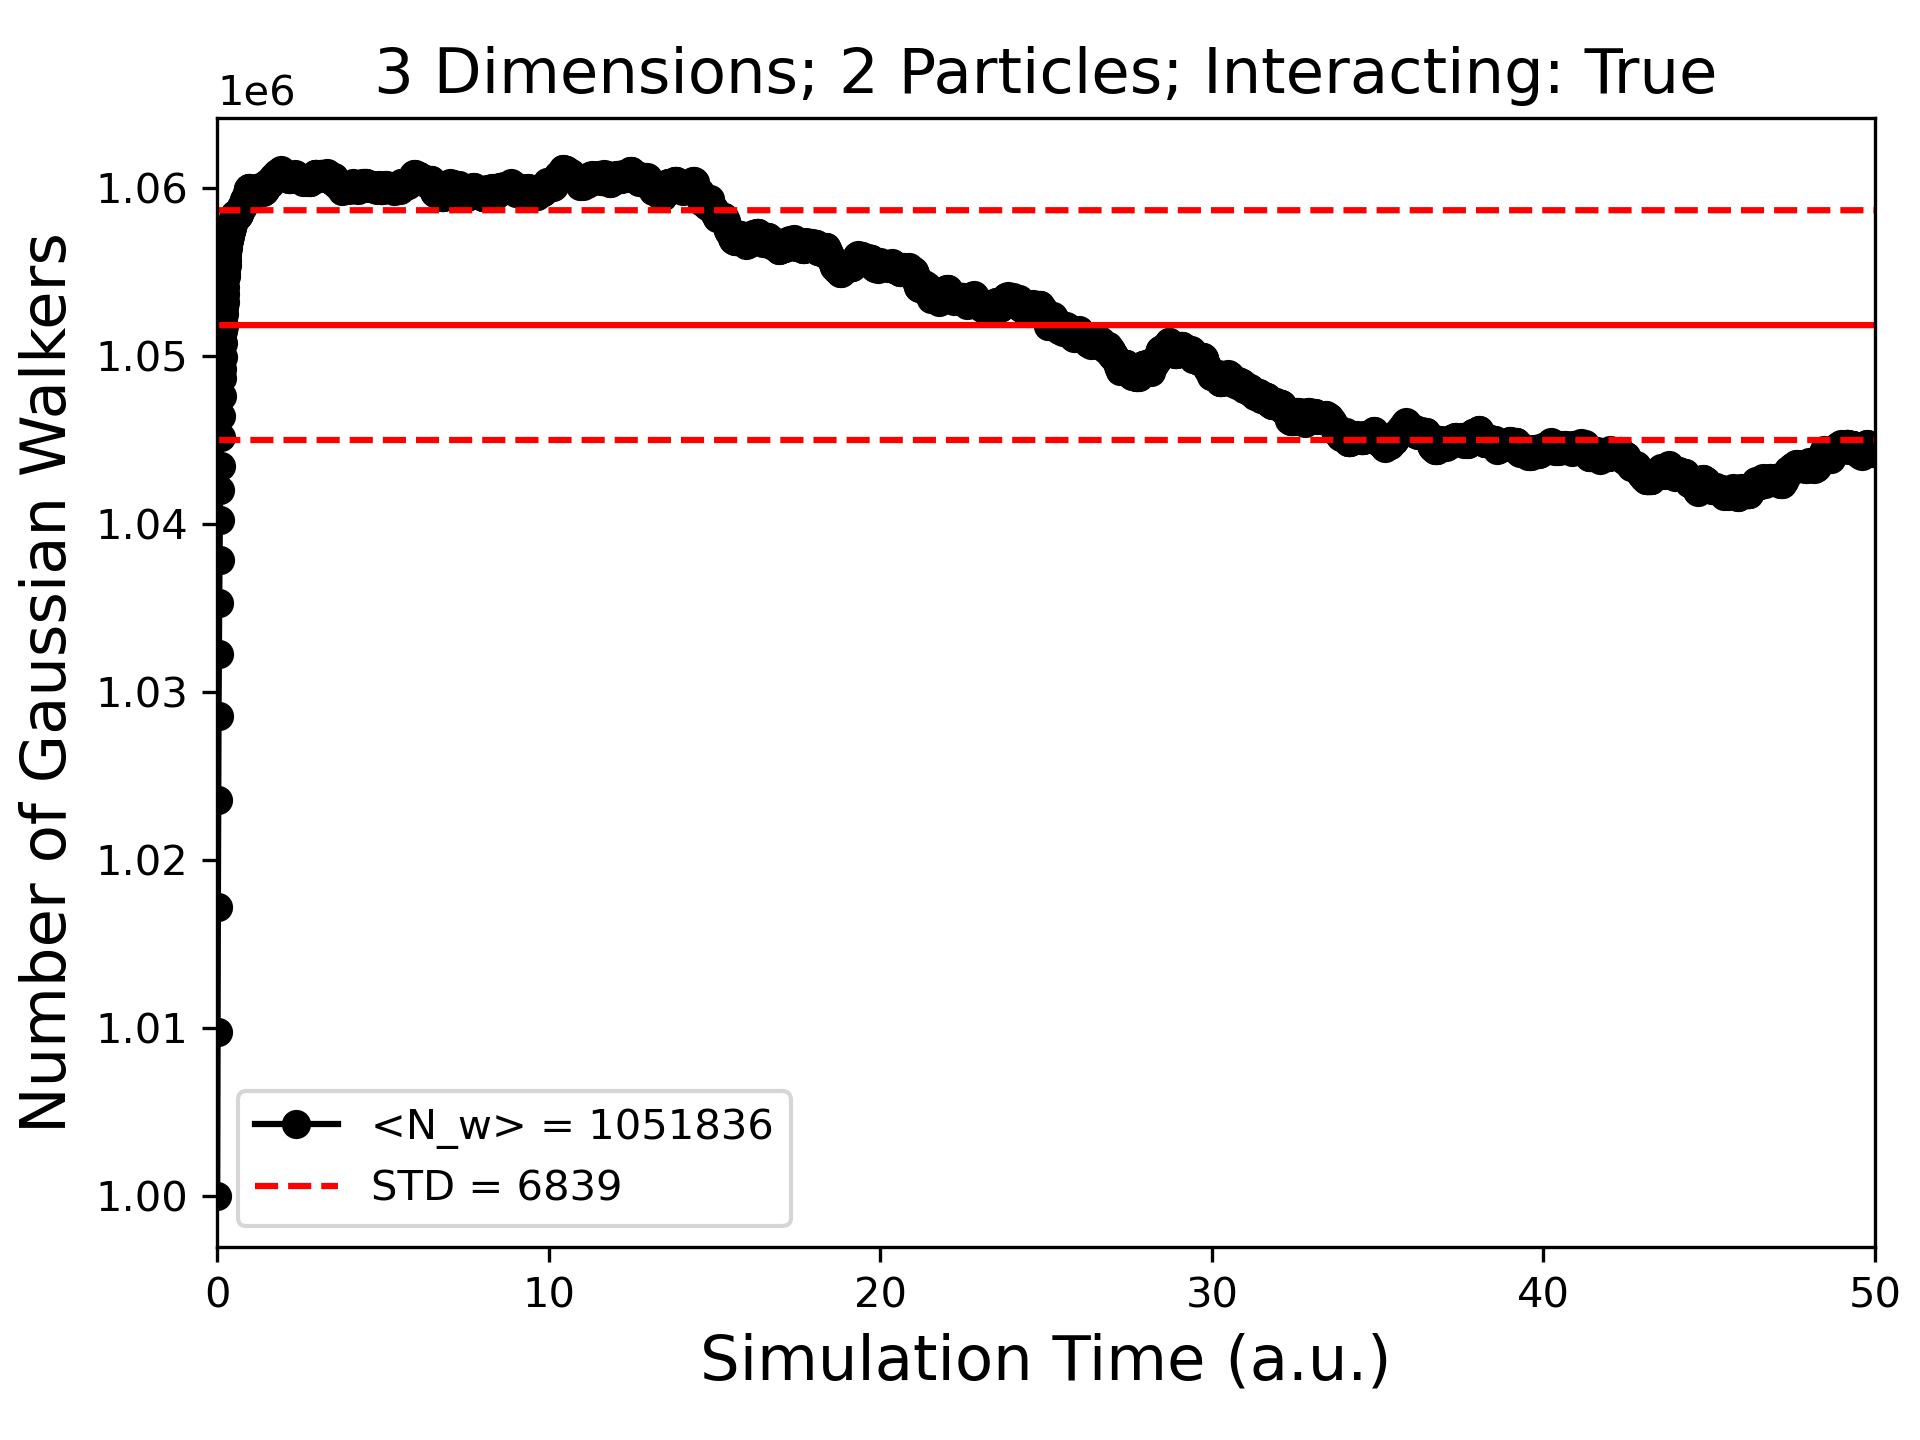 3 Dimensions; 2 Particles; Interacting: True
1e6
Number of Gaussian Walkers
1.06
1.05
1.04
1.03
1.02
1.01
1.00
<N_w> = 1051836
STD = 6839
0 10 20 30 40 50
Simulation Time (a.u.)